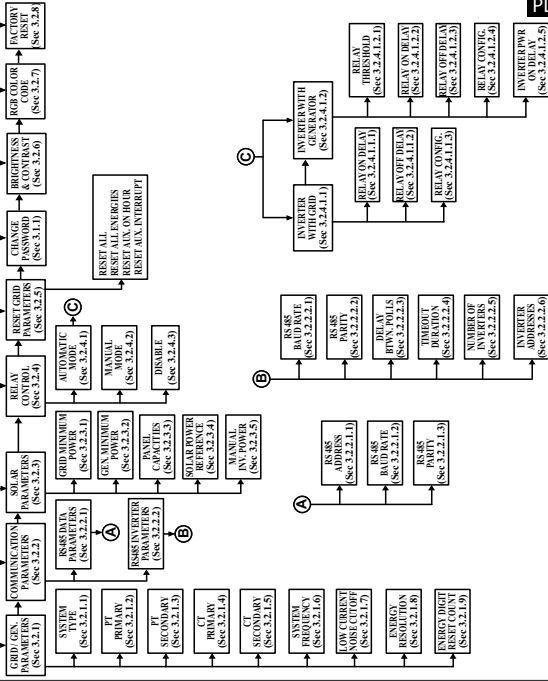 PL
GRID/ GEN.
PARAMETERS
(Sec 3.2.1)
COMMUNICATION
PARAMETERS
(Sec 3.2.2)
SOLAR
PARAMETERS
(Sec 3.2.3)
RELAY
CONTROL
(Sec 3.2.4)
RESET GRID
PARAMETERS
(Sec 3.2.5)
CHANGE
PASSWORD
(Sec 3.1.1)
BRIGHTNESS
& CONTRAST
(Sec 3.2.6)
RGB COLOR
CODE
(Sec 3.2.7)
FACTORY
RESET
(Sec 3.2.8)
SYSTEM
TYPE
(Sec 3.2.1.1)
PT
PRIMARY
(Sec 3.2.1.2)
PT
SECONDARY
(Sec 3.2.1.3)
CT
PRIMARY
(Sec 3.2.1.4)
CT
SECONDARY
(Sec 3.2.1.5)
SYSTEM
FREQUENCY
(Sec 3.2.1.6)
LOW CURRENT
NOISE CUTOFF
(Sec 3.2.1.7)
ENERGY
RESOLUTION
(Sec 3.2.1.8)
ENERGY DIGIT
RESET COUNT
(Sec 3.2.1.9)
RS485 DATA
PARAMETERS
(Sec 3.2.2.1)
A
RS485 INVERTER
PARAMETERS
(Sec 3.2.2.2)
B
GRID MINIMUM
POWER
(Sec 3.2.3.1)
GEN. MINIMUM
POWER
(Sec 3.2.3.2)
PANEL
CAPACITIES
(Sec 3.2.3.3)
SOLAR POWER
REFERENCE
(Sec 3.2.3.4)
MANUAL
INV. POWER
(Sec 3.2.3.5)
AUTOMATIC
MODE
(Sec 3.2.4.1)
C
MANUAL
MODE
(Sec 3.2.4.2)
DISABLE
(Sec 3.2.4.3)
RESET ALL
RESET ALL ENERGIES
RESET AUX. ON HOUR
RESET AUX. INTERRUPT
A
RS485
ADDRESS
(Sec 3.2.2.1.1)
RS485
BAUD RATE
(Sec 3.2.2.1.2)
RS485
PARITY
(Sec 3.2.2.1.3)
B
RS485
BAUD RATE
(Sec 3.2.2.2.1)
RS485
PARITY
(Sec 3.2.2.2.2)
DELAY
BTWN. POLLS
(Sec 3.2.2.2.3)
TIMEOUT
DURATION
(Sec 3.2.2.2.4)
NUMBER OF
INVERTERS
(Sec 3.2.2.2.5)
INVERTER
ADDRESSES
(Sec 3.2.2.2.6)
C
INVERTER
WITH GRID
(Sec 3.2.4.1.1)
INVERTER WITH
GENERATOR
(Sec 3.2.4.1.2)
RELAY ON DELAY
(Sec 3.2.4.1.1.1)
RELAY OFF DELAY
(Sec 3.2.4.1.1.2)
RELAY CONFIG.
(Sec 3.2.4.1.1.3)
RELAY
THRESHOLD
(Sec 3.2.4.1.2.1)
RELAY ON DELAY
(Sec 3.2.4.1.2.2)
RELAY OFF DELAY
(Sec 3.2.4.1.2.3)
RELAY CONFIG.
(Sec 3.2.4.1.2.4)
INVERTER PWR
ON DELAY
(Sec 3.2.4.1.2.5)